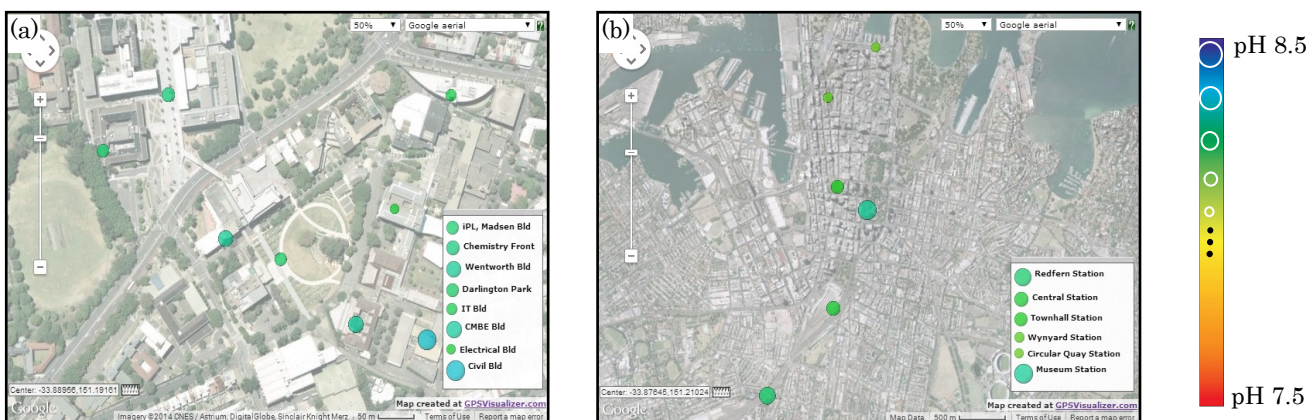 (a)
50%
Google aerial
?
+
−
iPL, Madsen Bld
Chemistry Front
Wentworth Bld
Darlington Park
IT Bld
CMBE Bld
Electrical Bld
Civil Bld
Center: -33.88956,151.19161
Map created at GPSVisualizer.com
Google
Imagery ©2014 CNES / Astrium, DigitalGlobe, Sinclair Knight Merz
50 m
Terms of Use
Report a map error
(b)
50%
Google aerial
?
+
−
Redfern Station
Central Station
Townhall Station
Wynyard Station
Circular Quay Station
Museum Station
Center: -33.87645,151.21024
Map created at GPSVisualizer.com
Google
Map Data
500 m
Terms of Use
Report a map error
pH 8.5
pH 7.5